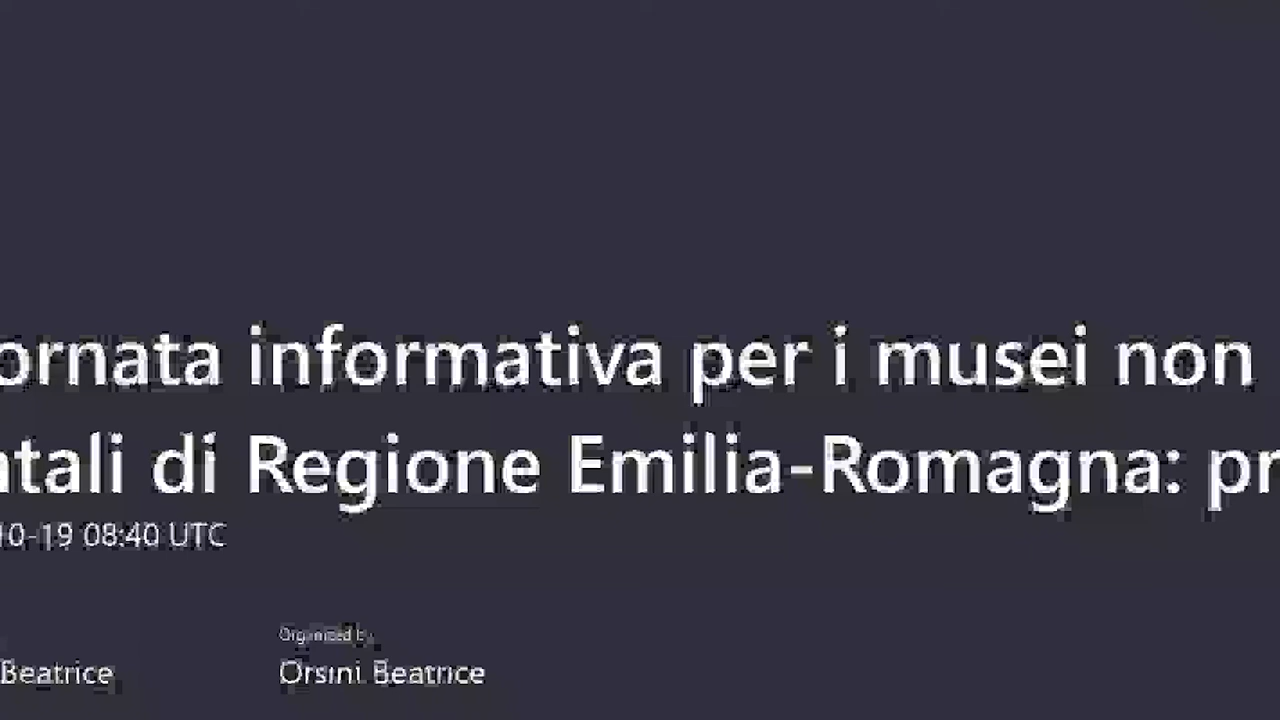 ornata informativa per i musei non
tali di Regione Emilia-Romagna: pr
10-19 08:40 UTC
Organized by
Beatrice
Orsini Beatrice